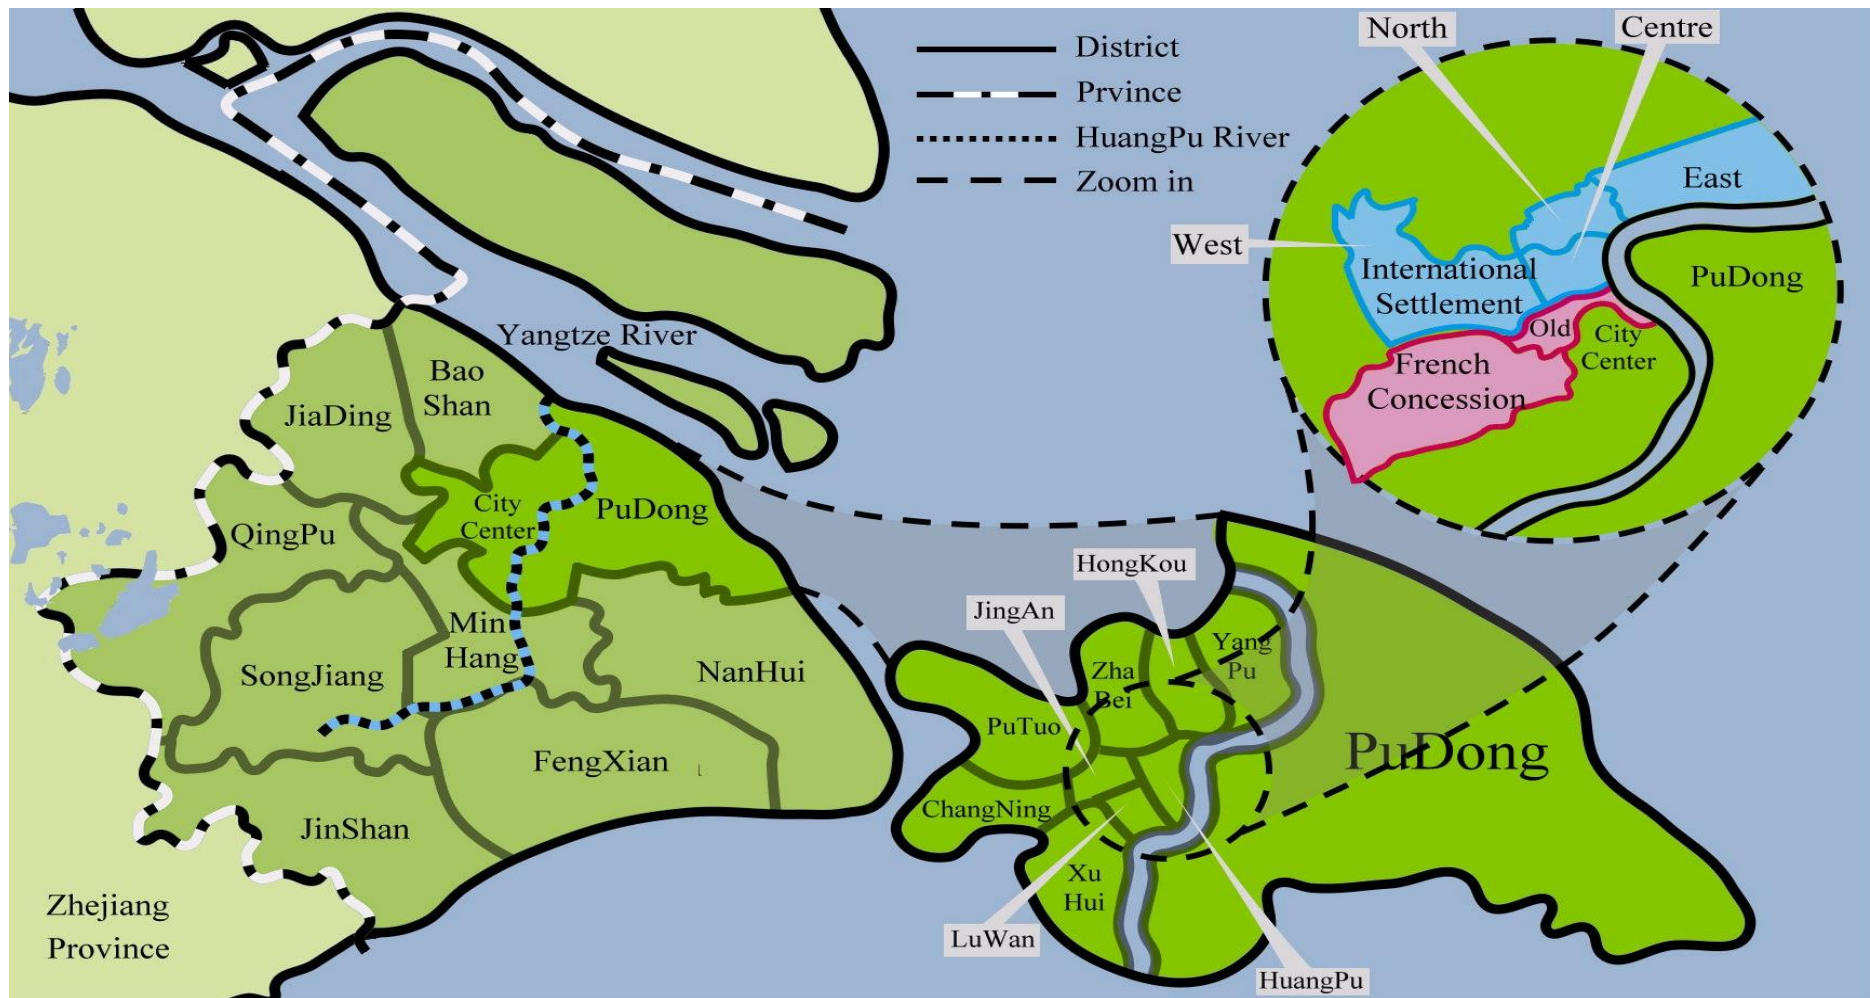 District
Prvince
HuangPu River
Zoom in
North
Centre
East
West
International
Settlement
PuDong
Old
City
Center
French
Concession
Yangtze River
Bao
Shan
JiaDing
City
Center
PuDong
QingPu
Min
Hang
SongJiang
NanHui
FengXian
JinShan
Zhejiang
Province
HongKou
JingAn
Yang
Pu
Zha
Bei
PuTuo
PuDong
ChangNing
Xu
Hui
LuWan
HuangPu